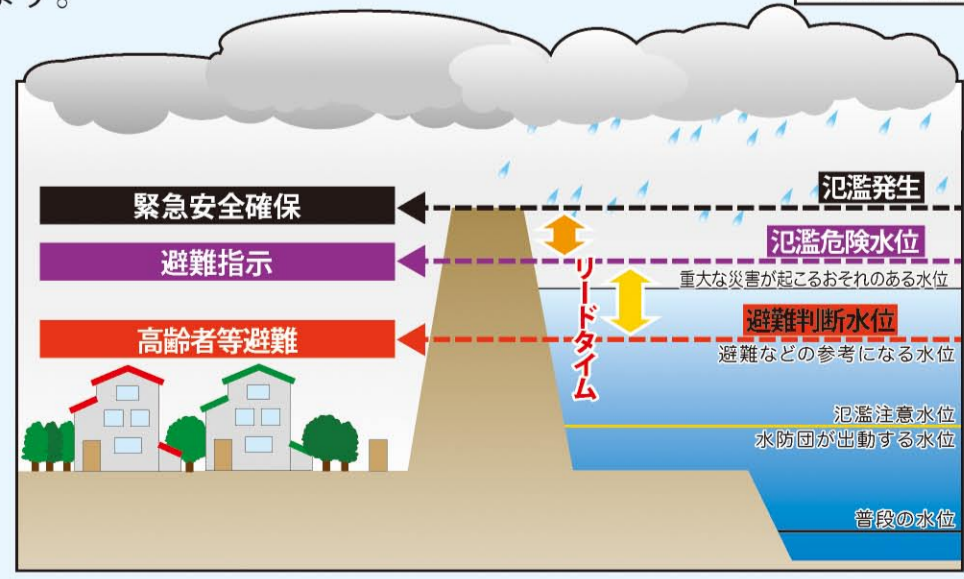 ます。
氾濫発生
緊急安全確保
氾濫危険水位
避難指示
重大な災害が起こるおそれのある水位
リードタイム
避難判断水位
高齢者等避難
避難などの参考になる水位
氾濫注意水位
水防団が出動する水位
普段の水位